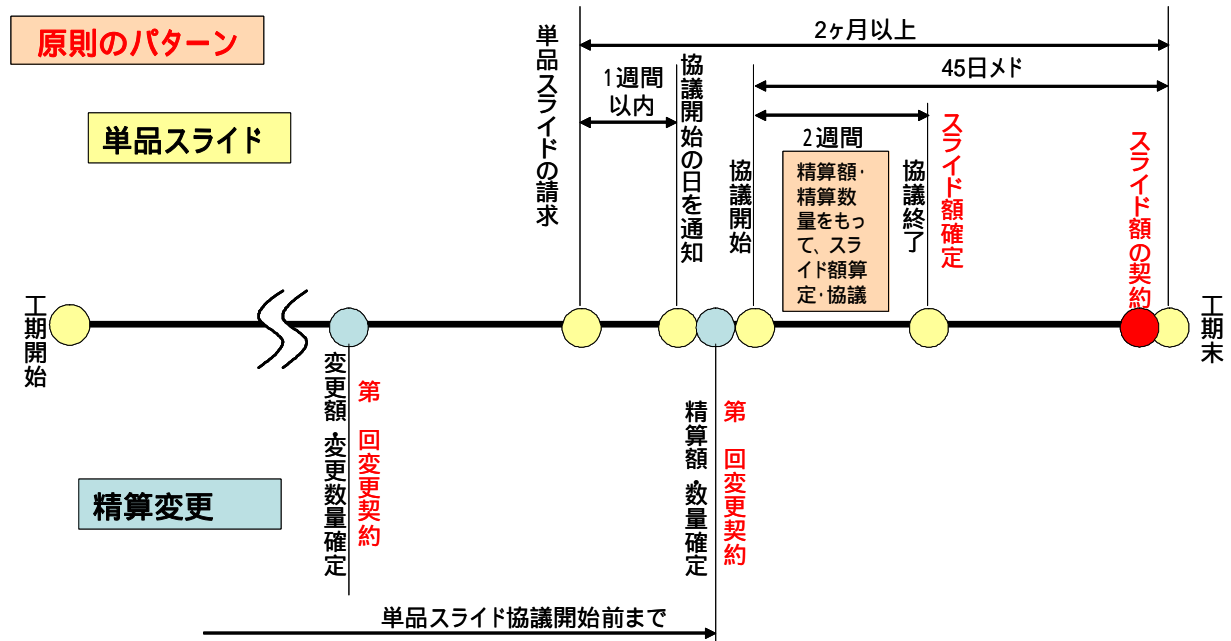 原則のパターン
単品スライド
単品スライドの請求
2ヶ月以上
1週間
以内
協議開始の日を通知
45日メド
協議開始
2週間
精算額・
精算数
量をもっ
て、スラ
イド額算
定・協議
協議終了
スライド額確定
スライド額の契約
工期開始
工期末
変更額・変更数量確定
第　回変更契約
精算額・数量確定
第　回変更契約
精算変更
単品スライド協議開始前まで